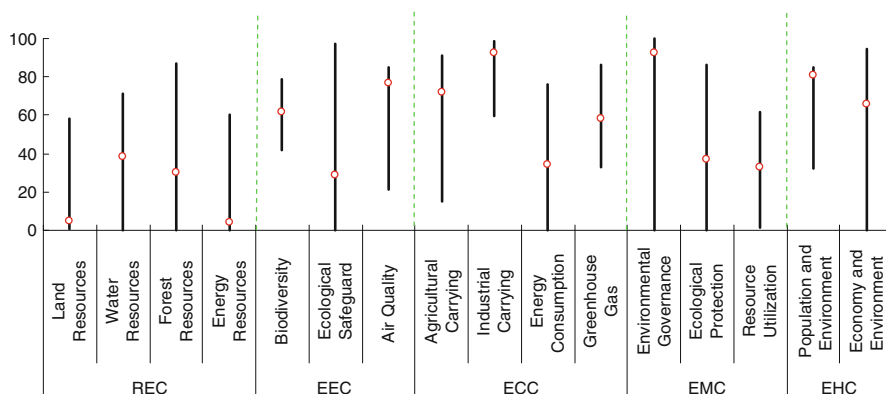 100
80
60
40
20
0
Land
Resources
Water
Resources
Forest
Resources
Energy
Resources
Biodiversity
Ecological
Safeguard
Air Quality
Agricultural
Carrying
Industrial
Carrying
Energy
Consumption
Greenhouse
Gas
Environmental
Governance
Ecological
Protection
Resource
Utilization
Population and
Environment
Economy and
Environment
REC
EEC
ECC
EMC
EHC